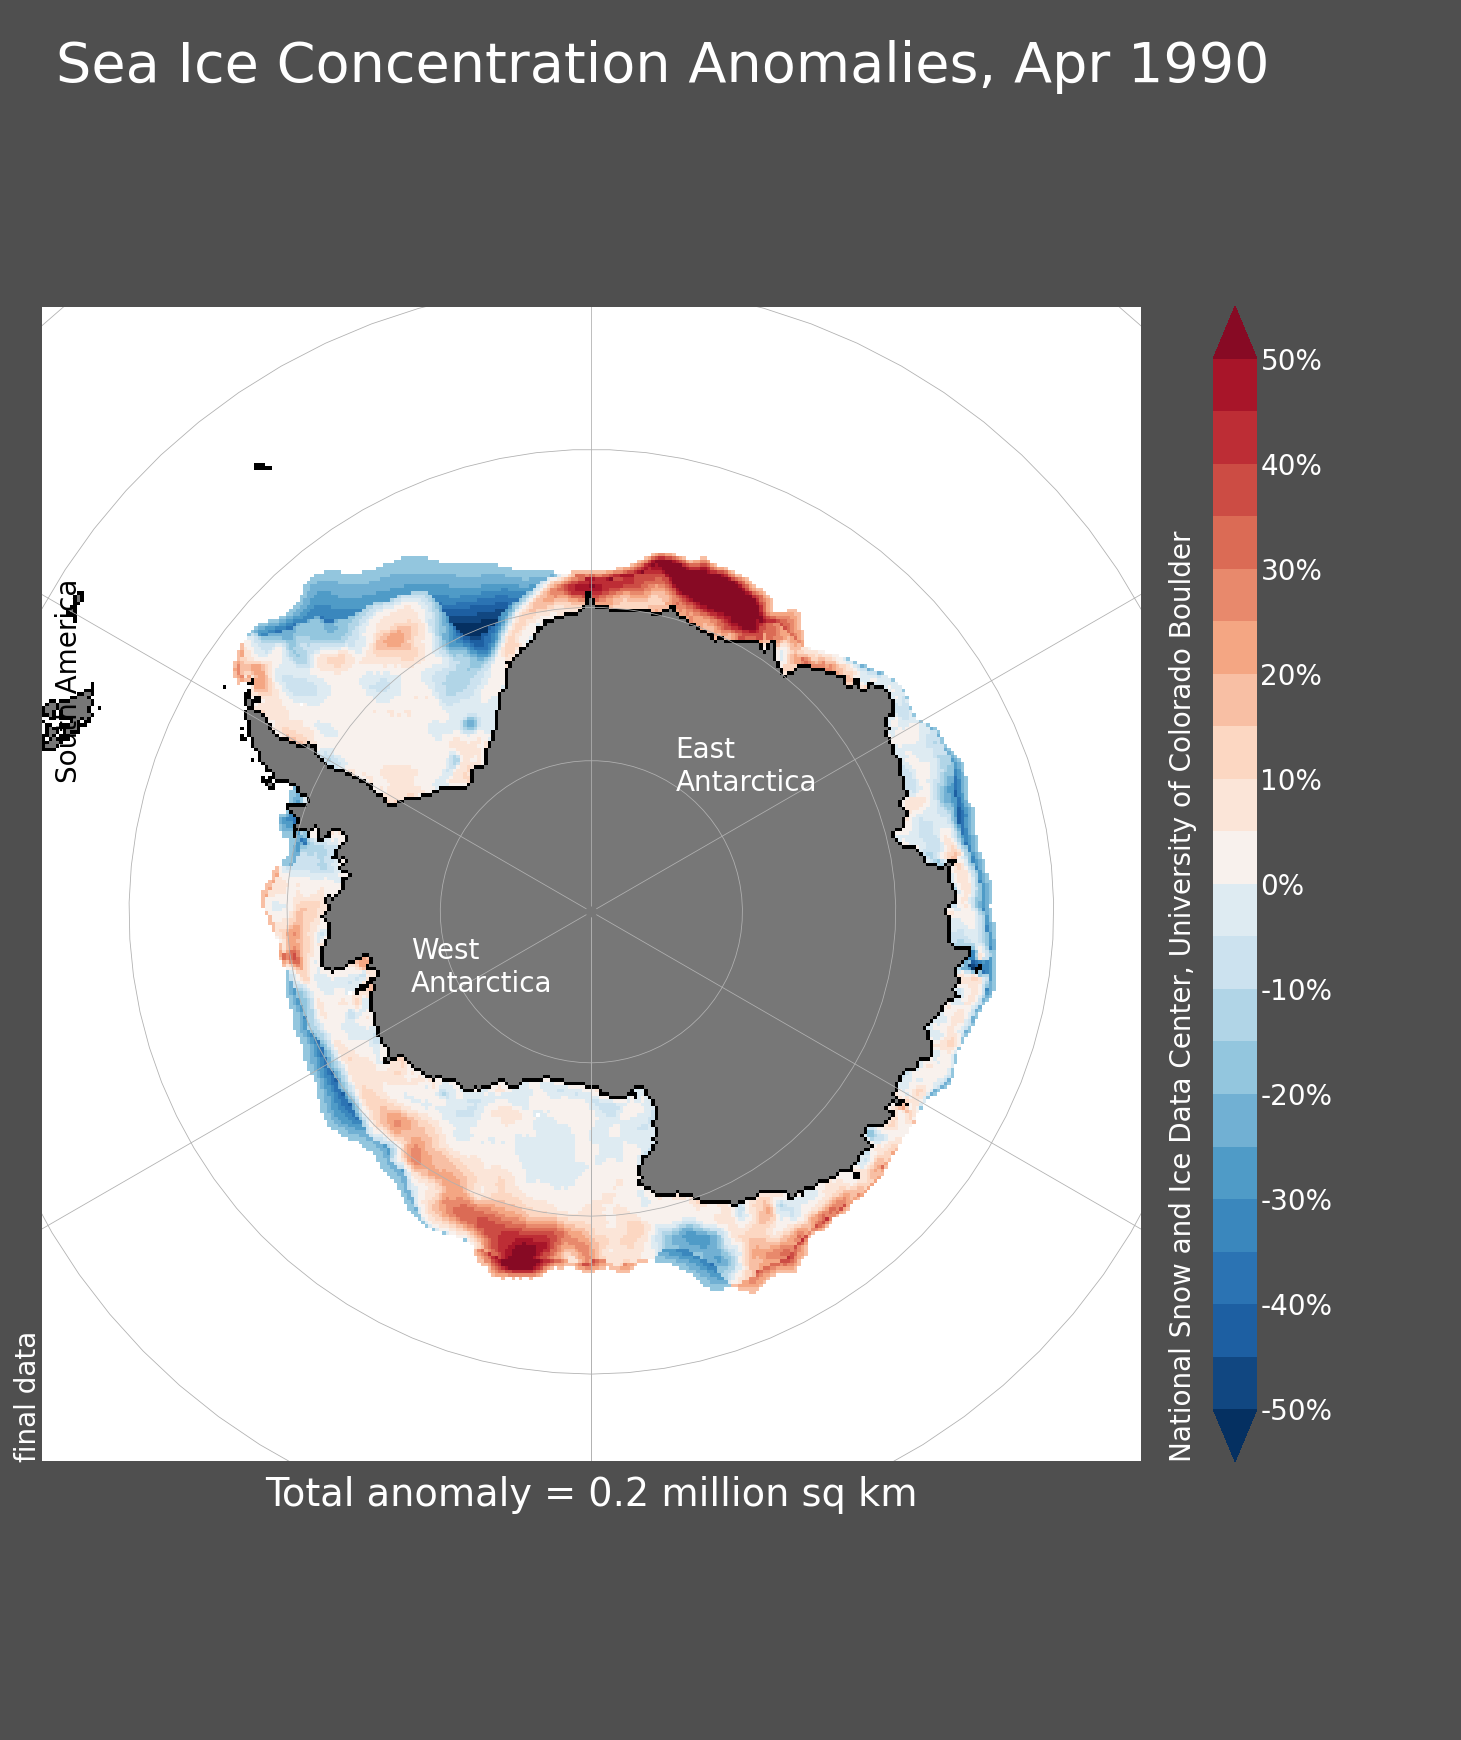 Sea Ice Concentration Anomalies, Apr 1990
South America
East
Antarctica
West
Antarctica
final data
National Snow and Ice Data Center, University of Colorado Boulder
50%
40%
30%
20%
10%
0%
-10%
-20%
-30%
-40%
-50%
Total anomaly = 0.2 million sq km